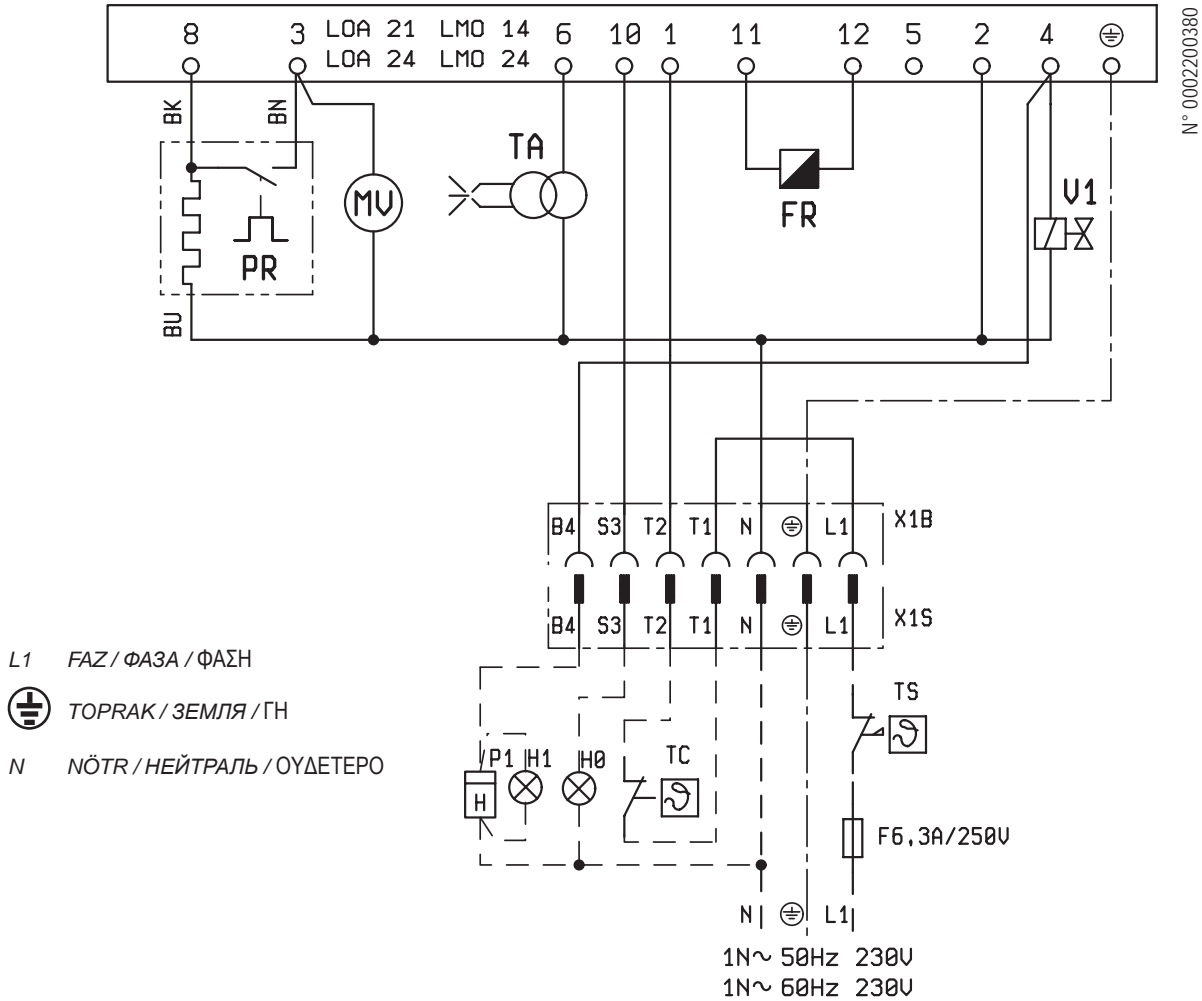 8 3 LOA 21 LMO 14 6 10 1 11 12 5 2 4
LOA 24 LMO 24
N° 0002200380
BK BN
TA
MV
FR
V1
PR
BU
B4 S3 T2 T1 N L1 X1B
B4 S3 T2 T1 N L1 X1S
L1 FAZ / ФАЗА / ΦΑΣΗ
TOPRAK / ЗЕМЛЯ / ΓΗ
N NÖTR / НЕЙТРАЛЬ / ΟΥΔΕΤΕΡΟ
TS
P1 H1 H0 TC
H
F6,3A/250V
N L1
1N~ 50Hz 230V
1N~ 60Hz 230V